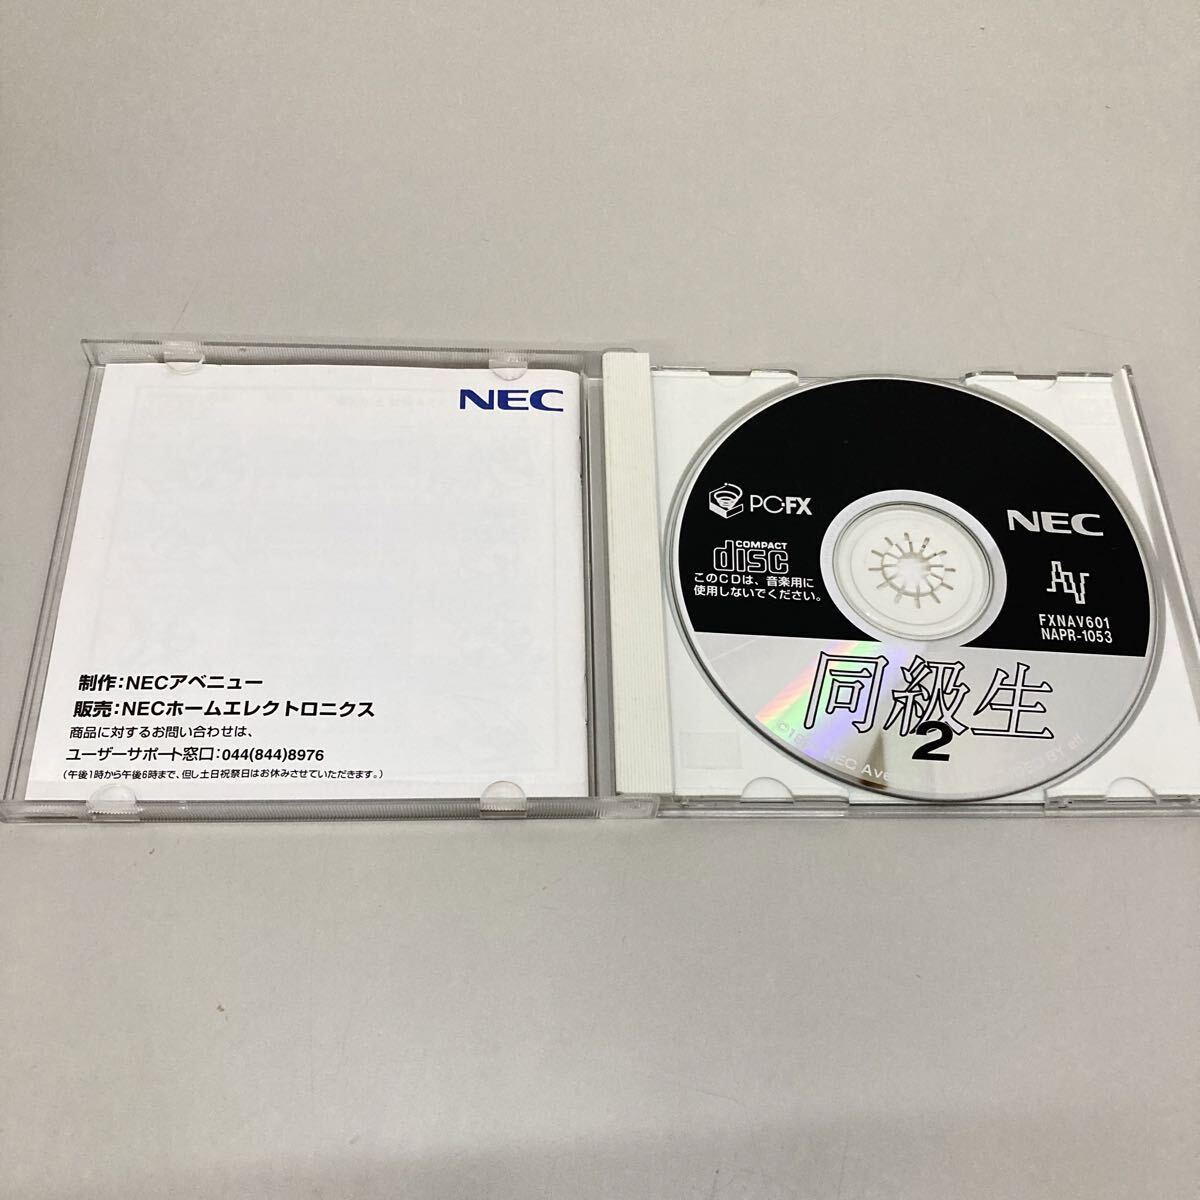 NEC
制作:NECアベニュー
販売:NECホームエレクトロニクス
商品に対するお問い合わせは、
ユーザーサポート窓口:044(844)8976
(午後1時から午後6時まで、但し土日祝祭日はお休みさせていただきます。)
PC-FX
NEC
COMPACT
disc
このCDは、音楽用に
使用しないでください。
AV
FXNAV601
NAPR-1053
同級生
2
NEC BY elf